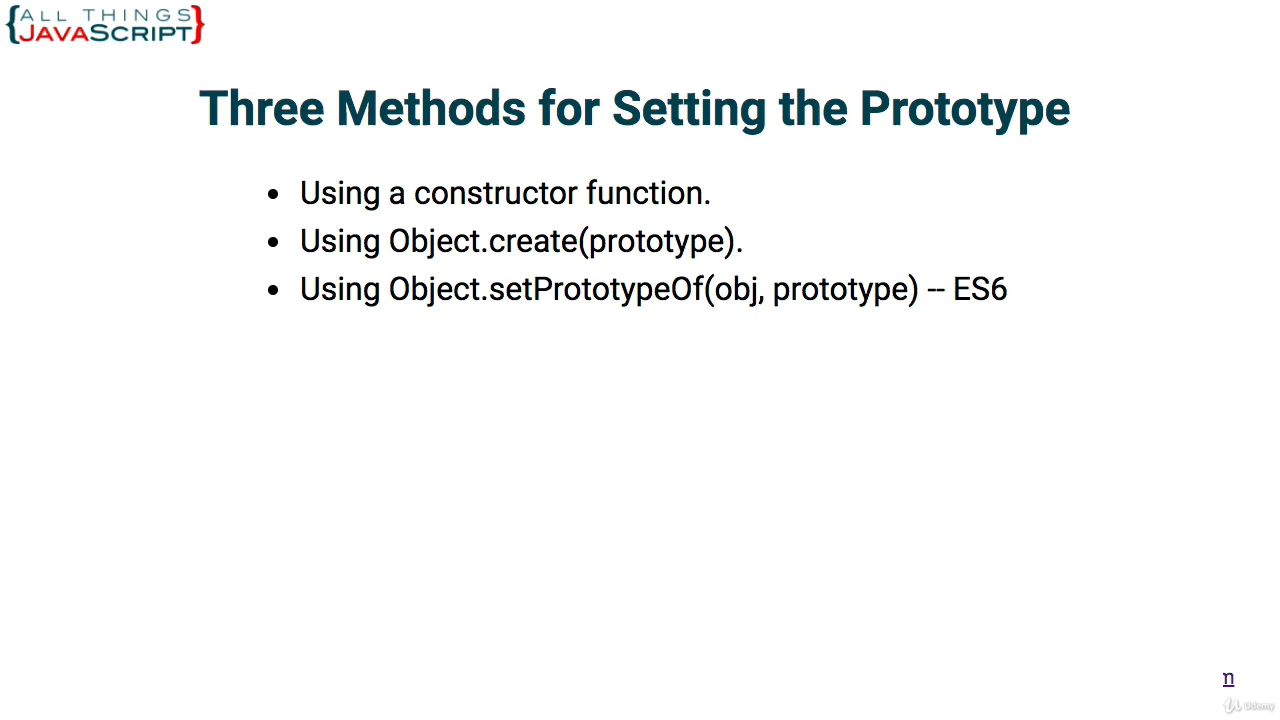 {ALL THINGS
JAVASCRIPT}
Three Methods for Setting the Prototype
• Using a constructor function.
• Using Object.create(prototype).
• Using Object.setPrototypeOf(obj, prototype) -- ES6
m
Udemy